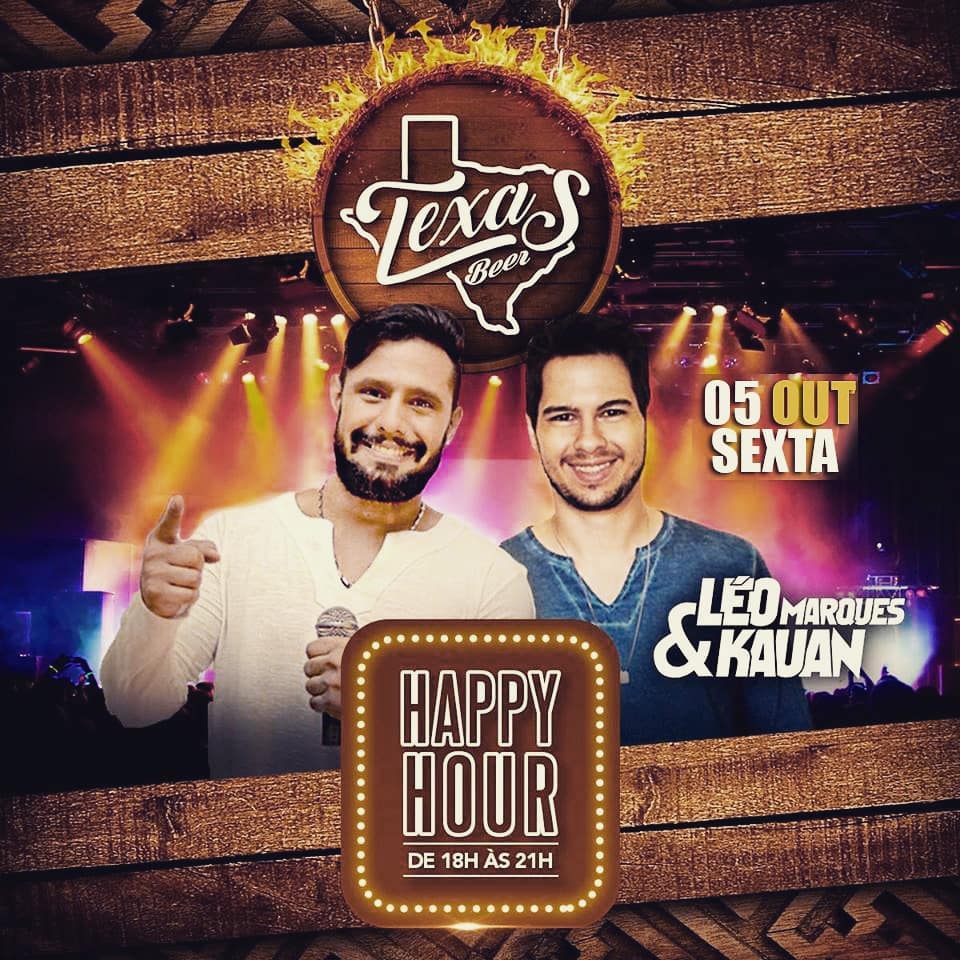 Texas
Beer
05 OUT
SEXTA
LÉO MARQUES
& KAUAN
HAPPY
HOUR
DE 18H ÀS 21H